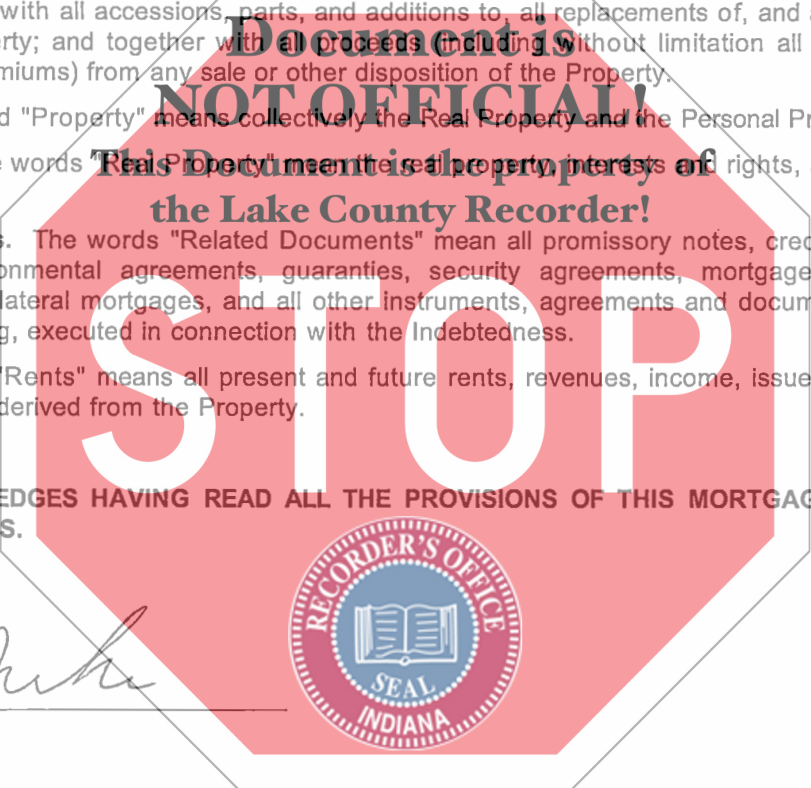 with all accessions, parts, and additions to, all replacements of, and
Document is
rty; and together with all proceeds (including without limitation all
miums) from any sale or other disposition of the Property.
NOT OFFICIAL!
d "Property" means collectively the Real Property and the Personal Pr
This Document is the property of
e words "Real Property" mean the real property, interests and rights,
the Lake County Recorder!
s. The words "Related Documents" mean all promissory notes, cred
onmental agreements, guaranties, security agreements, mortgage
lateral mortgages, and all other instruments, agreements and docum
g, executed in connection with the Indebtedness.
STOP
"Rents" means all present and future rents, revenues, income, issue
derived from the Property.
EDGES HAVING READ ALL THE PROVISIONS OF THIS MORTGAG
S.
RECORDER'S OFFICE
SEAL
INDIANA